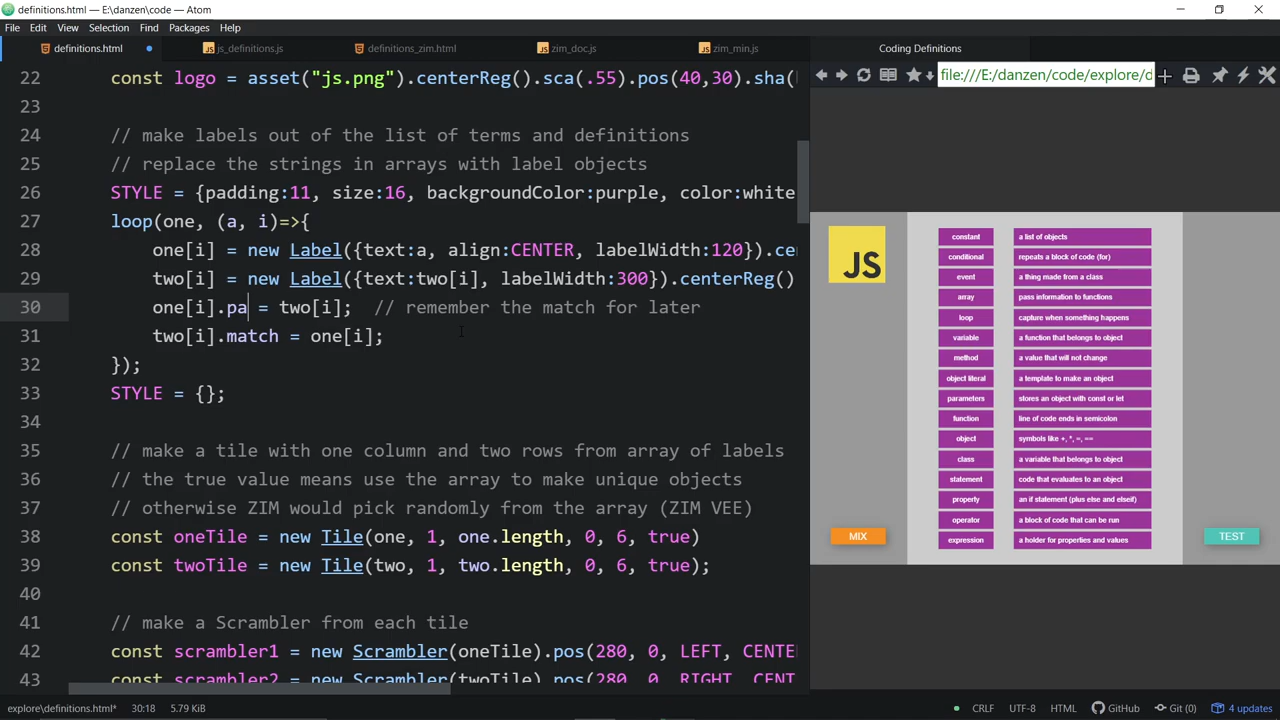 definitions.html — E:\danzen\code — Atom
File Edit View Selection Find Packages Help
definitions.html js_definitions.js definitions_zim.html zim_doc.js zim_min.js Coding Definitions
file:///E:/danzen/code/explore/d
22 const logo = asset("js.png").centerReg().sca(.55).pos(40,30).sha(
23
24 // make labels out of the list of terms and definitions
25 // replace the strings in arrays with label objects
26 STYLE = {padding:11, size:16, backgroundColor:purple, color:white
27 loop(one, (a, i)=>{
28 one[i] = new Label({text:a, align:CENTER, labelWidth:120}).ce
29 two[i] = new Label({text:two[i], labelWidth:300}).centerReg()
30 one[i].pa = two[i]; // remember the match for later
31 two[i].match = one[i];
32 });
33 STYLE = {};
34
35 // make a tile with one column and two rows from array of labels
36 // the true value means use the array to make unique objects
37 // otherwise ZIM would pick randomly from the array (ZIM VEE)
38 const oneTile = new Tile(one, 1, one.length, 0, 6, true)
39 const twoTile = new Tile(two, 1, two.length, 0, 6, true);
40
41 // make a Scrambler from each tile
42 const scrambler1 = new Scrambler(oneTile).pos(280, 0, LEFT, CENTE
43 const scrambler2 = new Scrambler(twoTile).pos(280, 0, RIGHT, CENT
JS
constant a list of objects
conditional repeats a block of code (for)
event a thing made from a class
array pass information to functions
loop capture when something happens
variable a function that belongs to object
method a value that will not change
object literal a template to make an object
parameters stores an object with const or let
function line of code ends in semicolon
object symbols like +, *, =, ==
class a variable that belongs to object
statement code that evaluates to an object
property an if statement (plus else and elseif)
operator a block of code that can be run
expression a holder for properties and values
MIX
TEST
explore\definitions.html* 30:18 5.79 KiB CRLF UTF-8 HTML GitHub Git (0) 4 updates